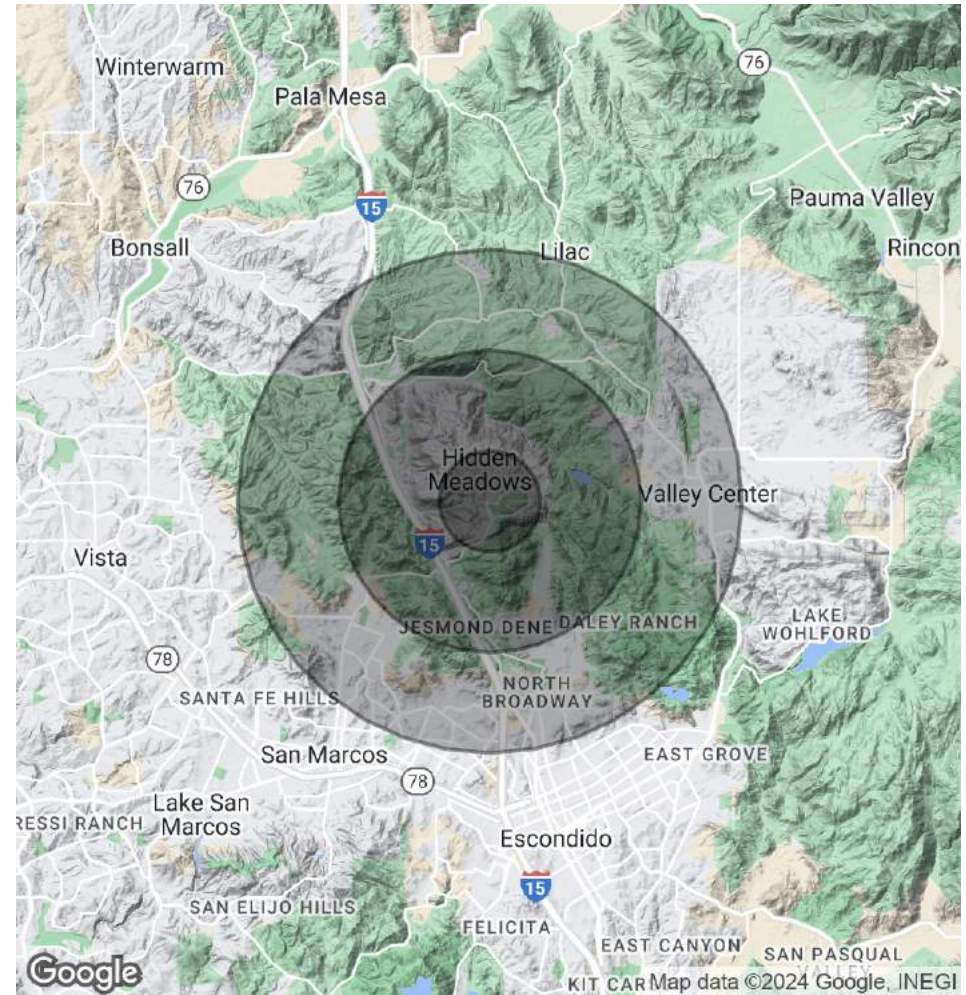 Winterwarm
76
Pala Mesa
76
15
Pauma Valley
Bonsall
Lilac
Rincon
Hidden
Meadows
Valley Center
15
Vista
LAKE
WOHLFORD
JESMOND DENE
DALEY RANCH
78
SANTA FE HILLS
NORTH
BROADWAY
San Marcos
EAST GROVE
78
Lake San
Marcos
RESSI RANCH
Escondido
15
SAN ELIJO HILLS
FELICITA
EAST CANYON
SAN PASQUAL
VALLEY
Google
KIT CAR
Map data ©2024 Google, INEGI